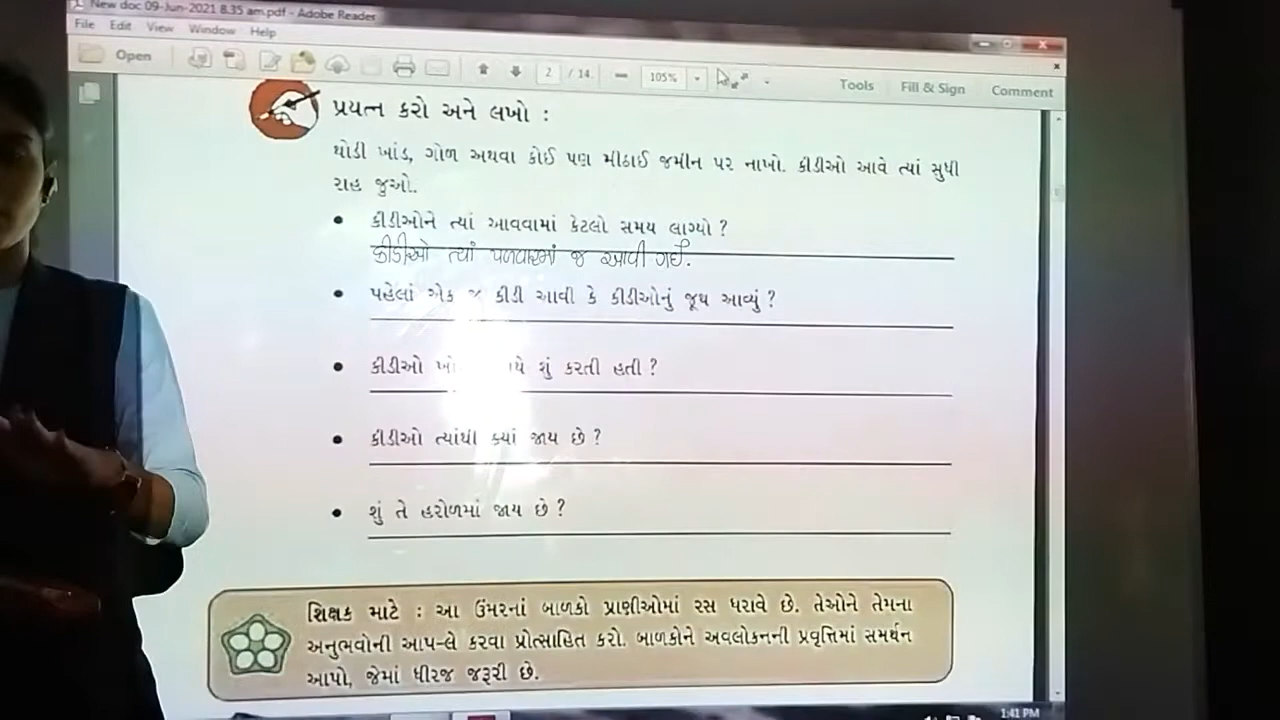 New doc 09-Jun-2021 8.35 am.pdf - Adobe Reader
File Edit View Window Help
Open 2 / 14 105% Tools Fill & Sign Comment
પ્રયત્ન કરો અને લખો :
થોડી ખાંડ, ગોળ અથવા કોઈ પણ મીઠાઈ જમીન પર નાખો. કીડીઓ આવે ત્યાં સુધી
રાહ જુઓ.
• કીડીઓને ત્યાં આવવામાં કેટલો સમય લાગ્યો ?
કીડીઓ ત્યાં પળવારમાં જ આવી ગઈ.
• પહેલાં એક જ કીડી આવી કે કીડીઓનું જૂથ આવ્યું ?
• કીડીઓ શું કરતી હતી ?
• કીડીઓ ત્યાંથી ક્યાં જાય છે ?
• શું તે હરોળમાં જાય છે ?
શિક્ષક માટે : આ ઉંમરનાં બાળકો પ્રાણીઓમાં રસ ધરાવે છે. તેઓને તેમના
અનુભવોની આપ-લે કરવા પ્રોત્સાહિત કરો. બાળકોને અવલોકનની પ્રવૃત્તિમાં સમર્થન
આપો, જેમાં ધીરજ જરૂરી છે.
1:41 PM